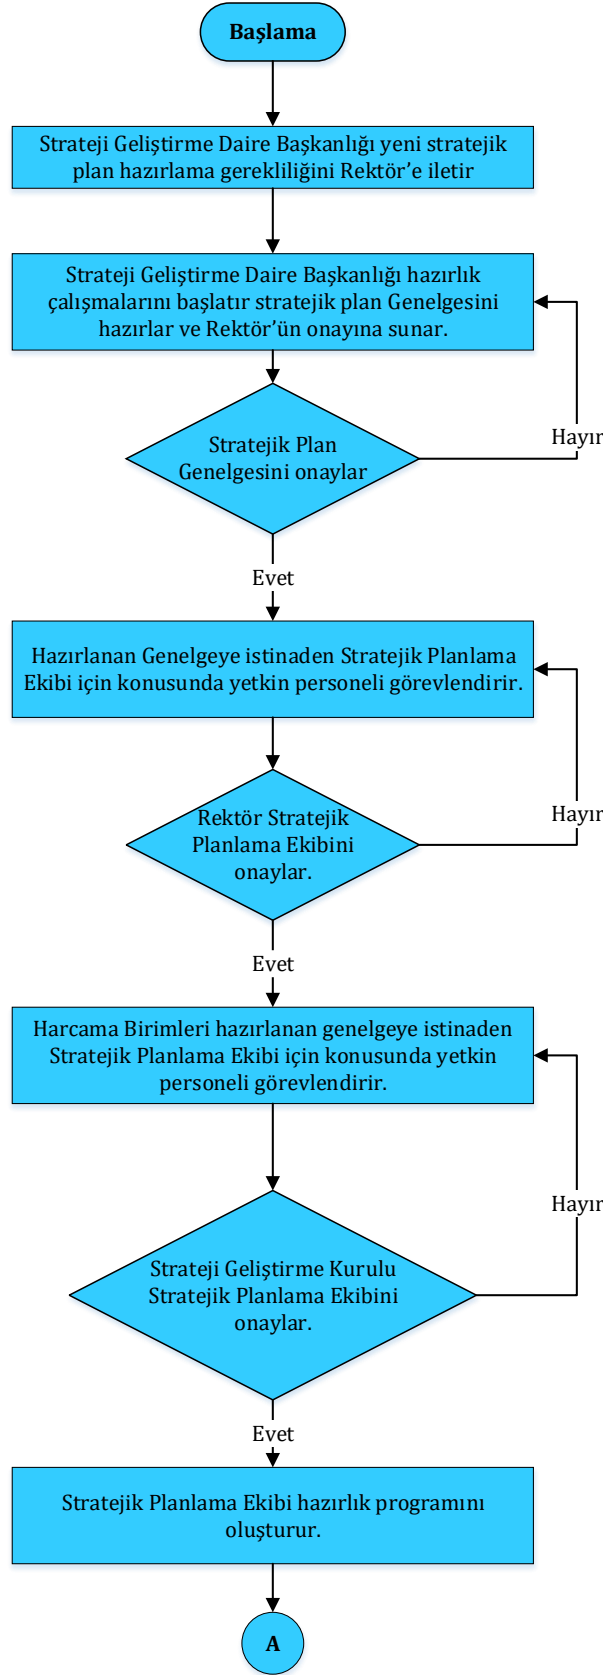 Başlama
Strateji Geliştirme Daire Başkanlığı yeni stratejik
plan hazırlama gerekliliğini Rektör’e iletir
Strateji Geliştirme Daire Başkanlığı hazırlık
çalışmalarını başlatır stratejik plan Genelgesini
hazırlar ve Rektör’ün onayına sunar.
Stratejik Plan
Genelgesini onaylar
Hayır
Evet
Hazırlanan Genelgeye istinaden Stratejik Planlama
Ekibi için konusunda yetkin personeli görevlendirir.
Rektör Stratejik
Planlama Ekibini
onaylar.
Hayır
Evet
Harcama Birimleri hazırlanan genelgeye istinaden
Stratejik Planlama Ekibi için konusunda yetkin
personeli görevlendirir.
Hayır
Strateji Geliştirme Kurulu
Stratejik Planlama Ekibini
onaylar.
Evet
Stratejik Planlama Ekibi hazırlık programını
oluşturur.
A